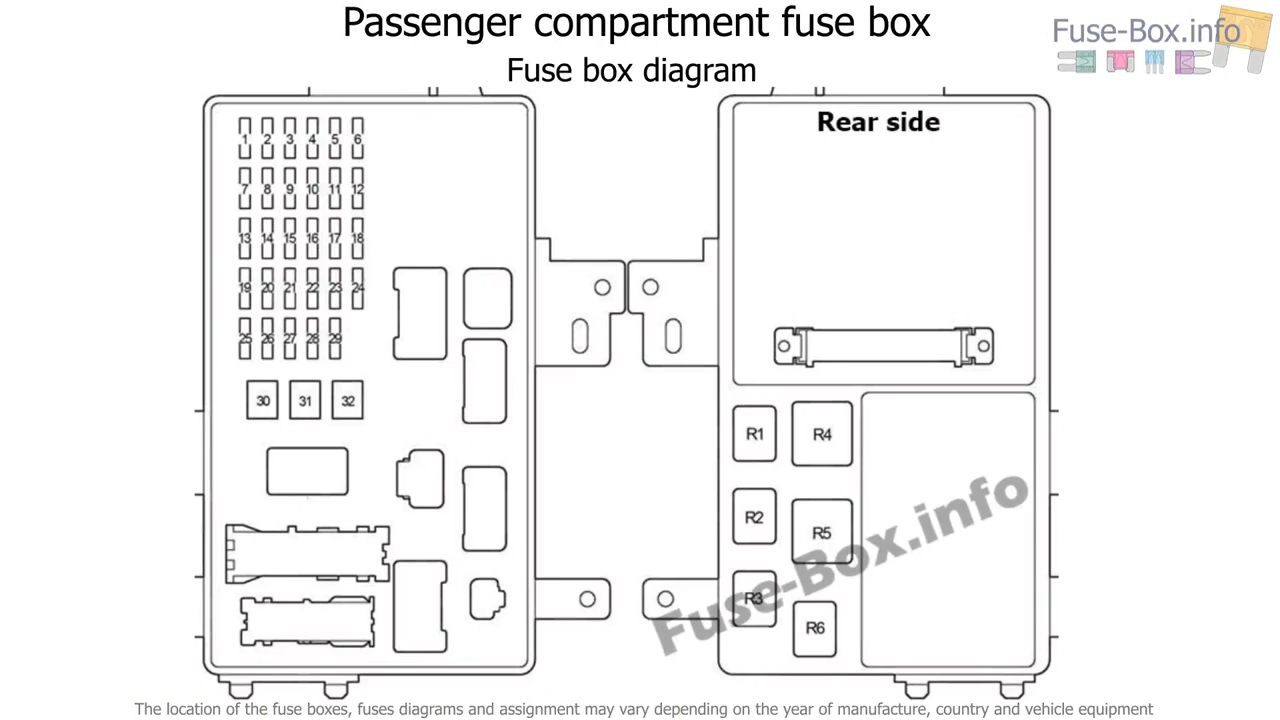 Passenger compartment fuse box
Fuse box diagram
Fuse-Box.info
Rear side
1 2 3 4 5 6
7 8 9 10 11 12
13 14 15 16 17 18
19 20 21 22 23 24
25 26 27 28 29
30 31 32
R1 R4
R2 R5
R3 R6
Fuse-Box.info
The location of the fuse boxes, fuses diagrams and assignment may vary depending on the year of manufacture, country and vehicle equipment